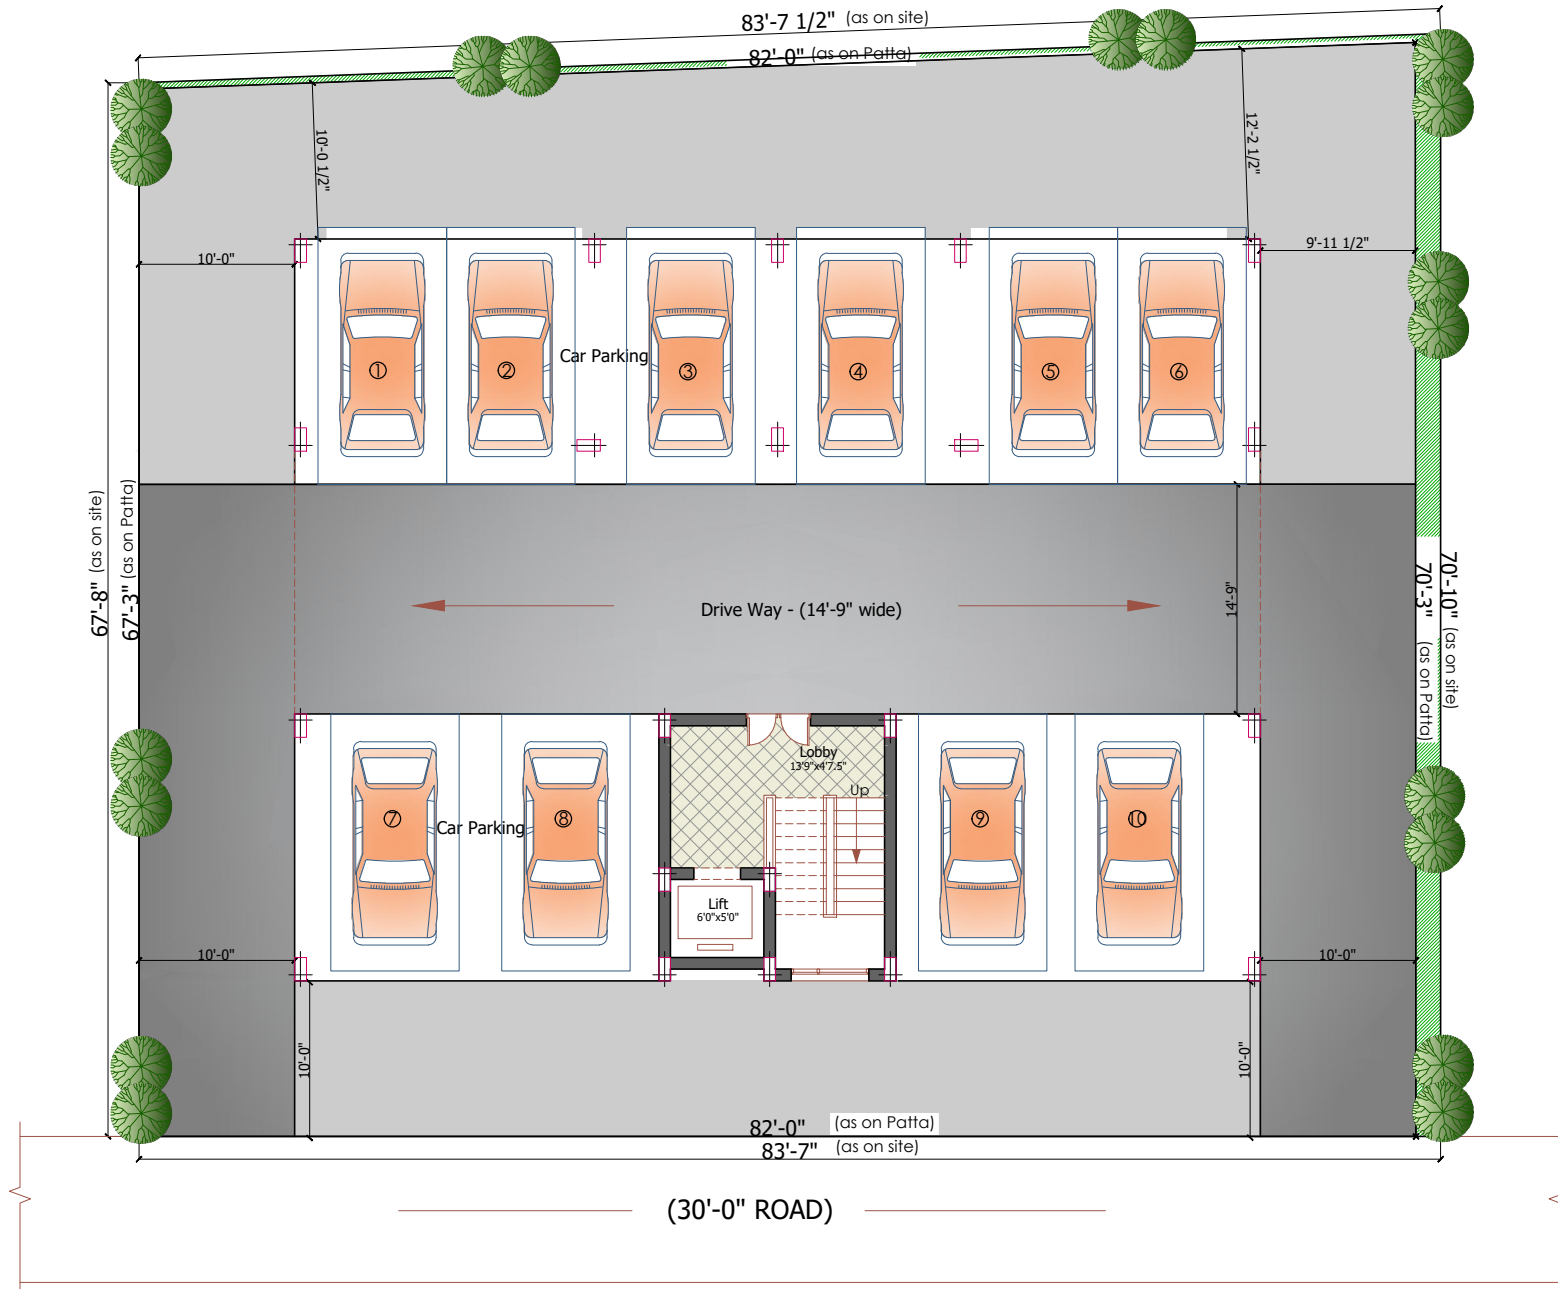 83'-7 1/2" (as on site)
82'-0" (as on Patta)
10'-0 1/2"
12'-2 1/2"
10'-0"
9'-11 1/2"
1
2
Car Parking
3
4
5
6
67'-8" (as on site)
67'-3" (as on Patta)
Drive Way - (14'-9" wide)
14'-9"
70'-3" (as on Patta)
70'-10" (as on site)
Lobby
13'9"x4'7.5"
Up
7
Car Parking
8
9
10
Lift
6'0"x5'0"
10'-0"
10'-0"
10'-0"
10'-0"
82'-0" (as on Patta)
83'-7" (as on site)
(30'-0" ROAD)